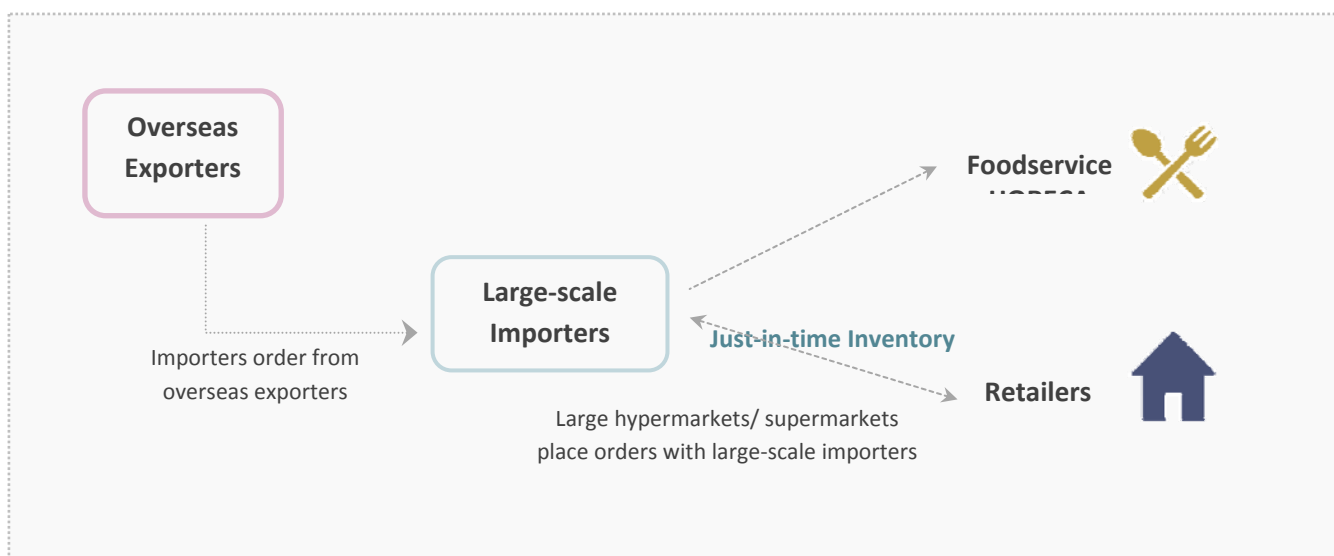 Overseas
Exporters
Foodservice
Large-scale
Importers
Just-in-time Inventory
Importers order from
overseas exporters
Retailers
Large hypermarkets/ supermarkets
place orders with large-scale importers